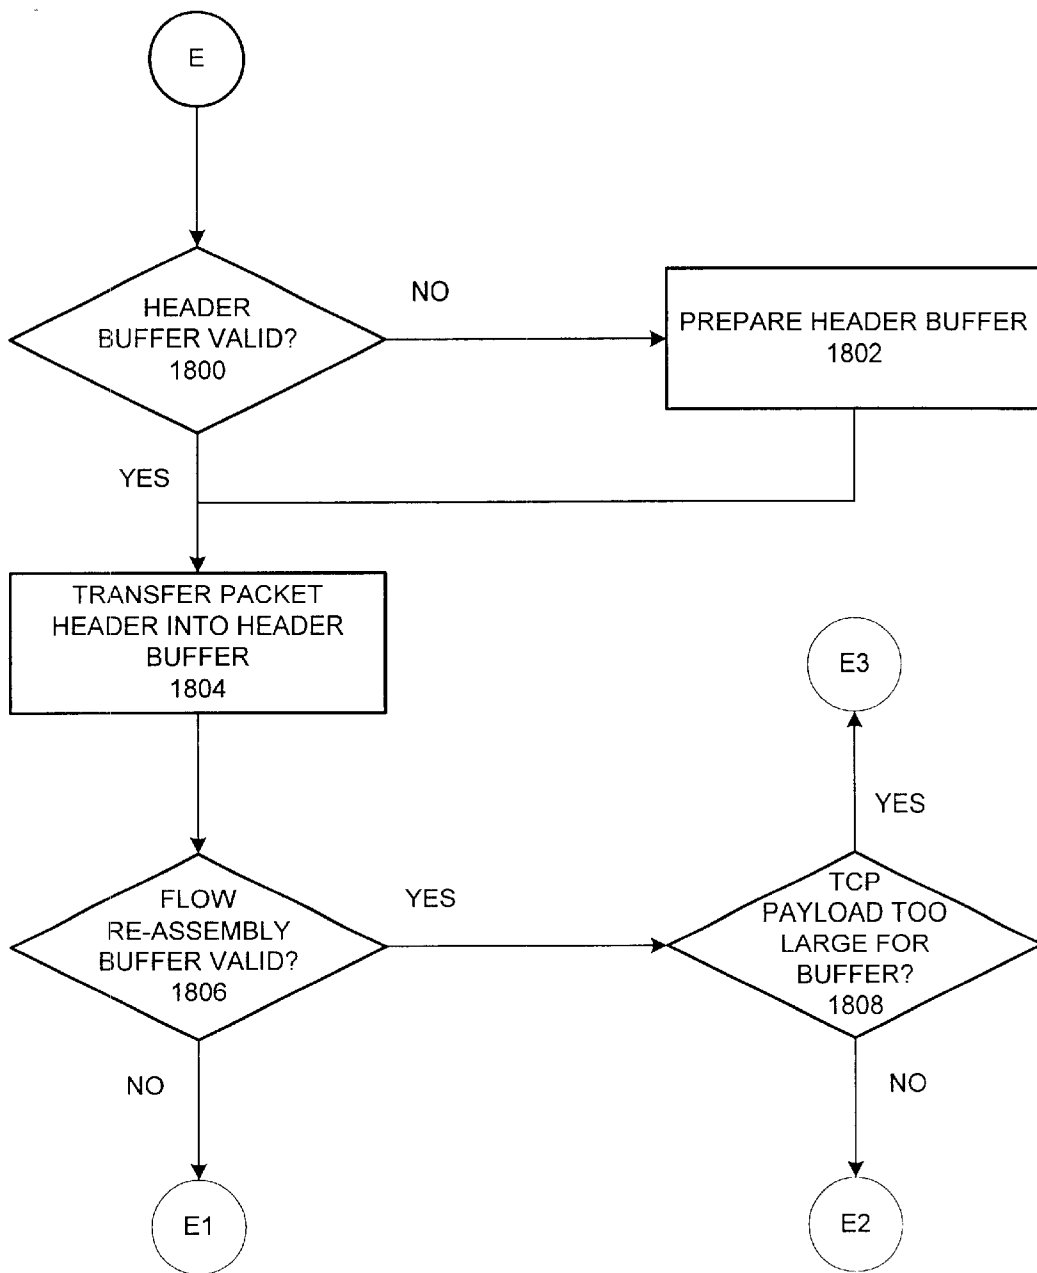 E
HEADER
BUFFER VALID?
1800
NO
PREPARE HEADER BUFFER
1802
YES
TRANSFER PACKET
HEADER INTO HEADER
BUFFER
1804
E3
YES
FLOW
RE-ASSEMBLY
BUFFER VALID?
1806
YES
TCP
PAYLOAD TOO
LARGE FOR
BUFFER?
1808
NO
NO
E1
E2